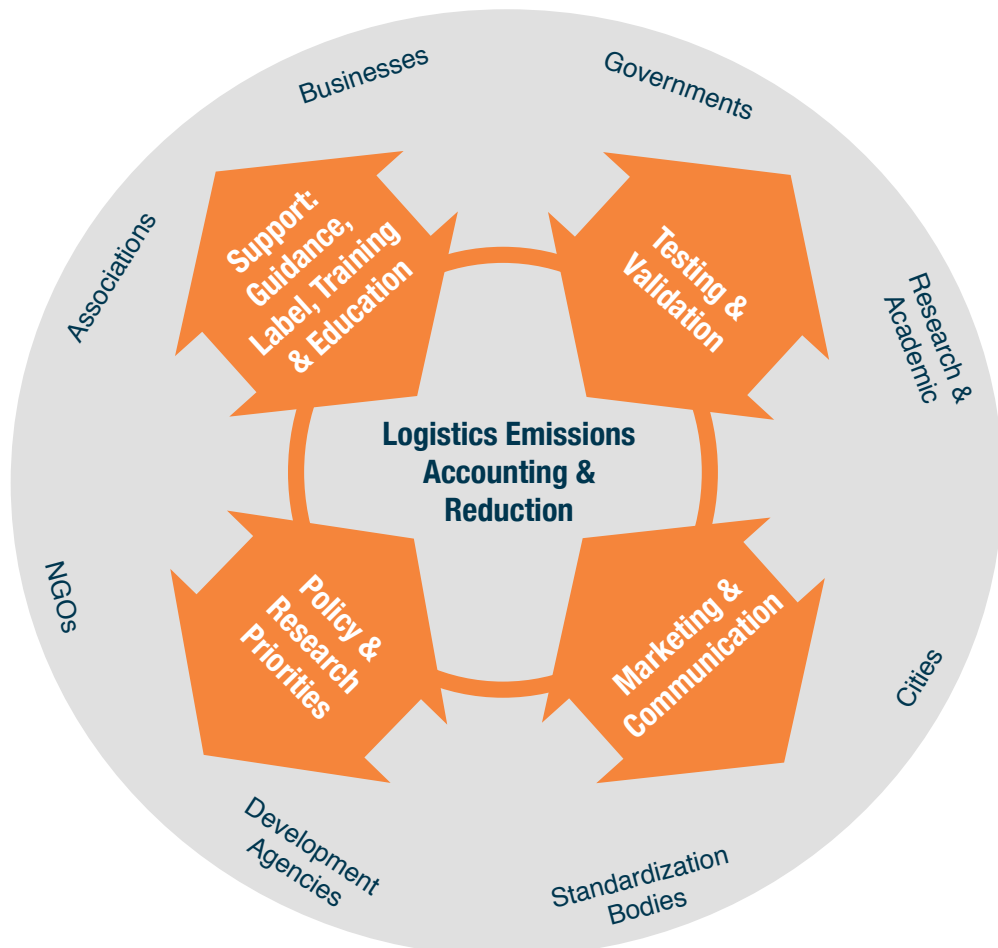 Businesses
Governments
Associations
Support:
Guidance,
Label, Training
& Education
Testing &
Validation
Research &
Academic
Logistics Emissions
Accounting &
Reduction
NGOs
Policy &
Research
Priorities
Marketing &
Communication
Cities
Development
Agencies
Standardization
Bodies